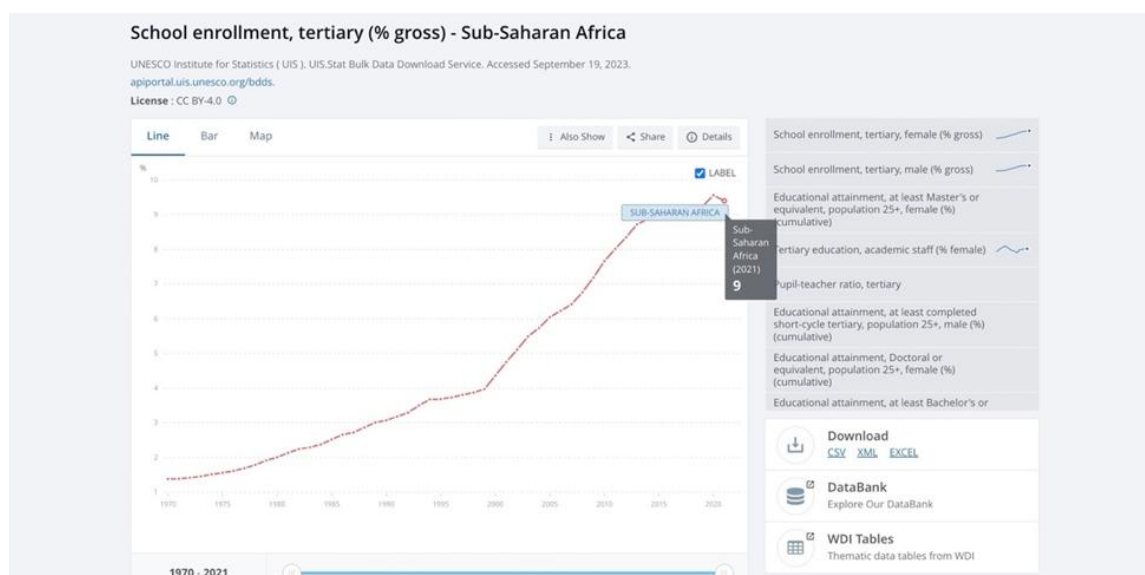 School enrollment, tertiary (% gross) - Sub-Saharan Africa
UNESCO Institute for Statistics ( UIS ). UIS.Stat Bulk Data Download Service. Accessed September 19, 2023.
apiportal.uis.unesco.org/bdds.
License : CC BY-4.0
Line
Bar
Map
Also Show
Share
Details
LABEL
%
10
9
8
7
6
5
4
3
2
1
1970
1975
1980
1985
1990
1995
2000
2005
2010
2015
2020
SUB-SAHARAN AFRICA
Sub-
Saharan
Africa
(2021)
9
1970 - 2021
School enrollment, tertiary, female (% gross)
School enrollment, tertiary, male (% gross)
Educational attainment, at least Master's or
equivalent, population 25+, female (%)
(cumulative)
Tertiary education, academic staff (% female)
Pupil-teacher ratio, tertiary
Educational attainment, at least completed
short-cycle tertiary, population 25+, male (%)
(cumulative)
Educational attainment, Doctoral or
equivalent, population 25+, female (%)
(cumulative)
Educational attainment, at least Bachelor's or
Download
CSV XML EXCEL
DataBank
Explore Our DataBank
WDI Tables
Thematic data tables from WDI